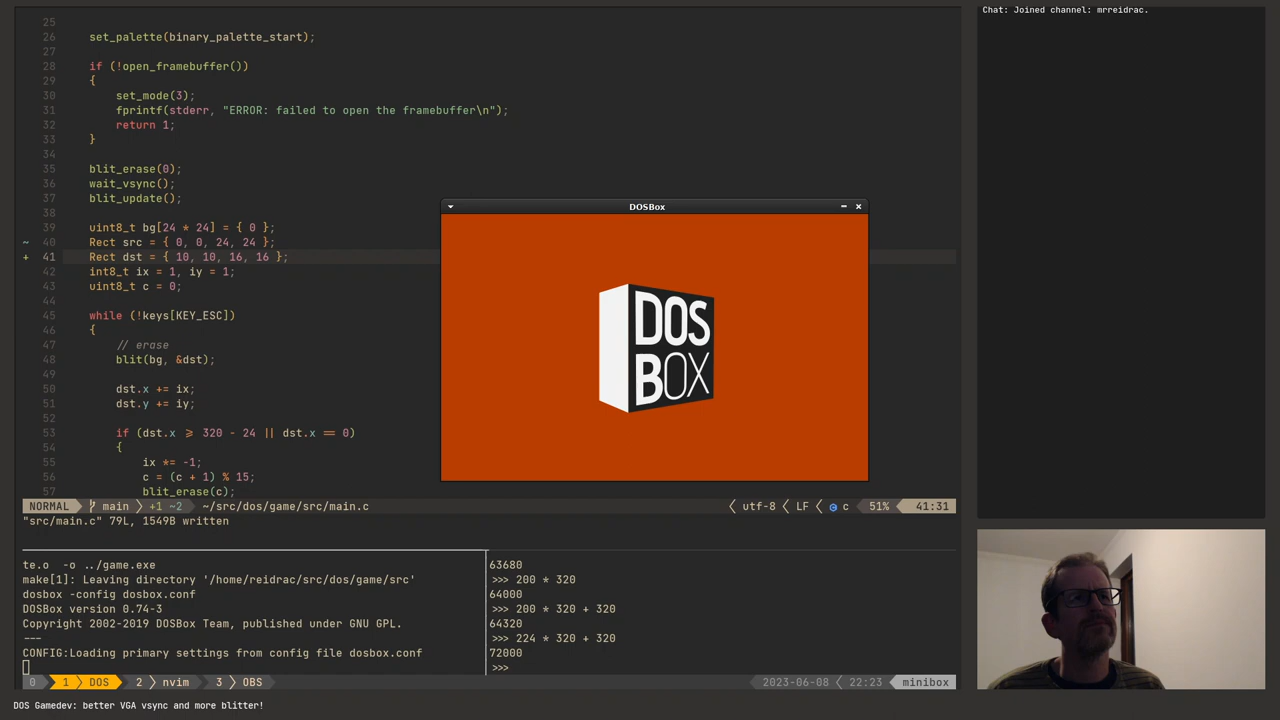 Chat: Joined channel: mrreidrac.
25
26 set_palette(binary_palette_start);
27
28 if (!open_framebuffer())
29 {
30 set_mode(3);
31 fprintf(stderr, "ERROR: failed to open the framebuffer\n");
32 return 1;
33 }
34
35 blit_erase(0);
36 wait_vsync();
37 blit_update();
38
39 uint8_t bg[24 * 24] = { 0 };
~ 40 Rect src = { 0, 0, 24, 24 };
+ 41 Rect dst = { 10, 10, 16, 16 };
42 int8_t ix = 1, iy = 1;
43 uint8_t c = 0;
44
45 while (!keys[KEY_ESC])
46 {
47 // erase
48 blit(bg, &dst);
49
50 dst.x += ix;
51 dst.y += iy;
52
53 if (dst.x ⩾ 320 - 24 || dst.x == 0)
54 {
55 ix *= -1;
56 c = (c + 1) % 15;
57 blit_erase(c);
DOSBox
DOS
BOX
NORMAL main +1 ~2 ~/src/dos/game/src/main.c utf-8 LF c 51% 41:31
"src/main.c" 79L, 1549B written
te.o -o ../game.exe
make[1]: Leaving directory '/home/reidrac/src/dos/game/src'
dosbox -config dosbox.conf
DOSBox version 0.74-3
Copyright 2002-2019 DOSBox Team, published under GNU GPL.
---
CONFIG:Loading primary settings from config file dosbox.conf
63680
>>> 200 * 320
64000
>>> 200 * 320 + 320
64320
>>> 224 * 320 + 320
72000
>>>
0 1 DOS 2 nvim 3 OBS 2023-06-08 22:23 minibox
DOS Gamedev: better VGA vsync and more blitter!